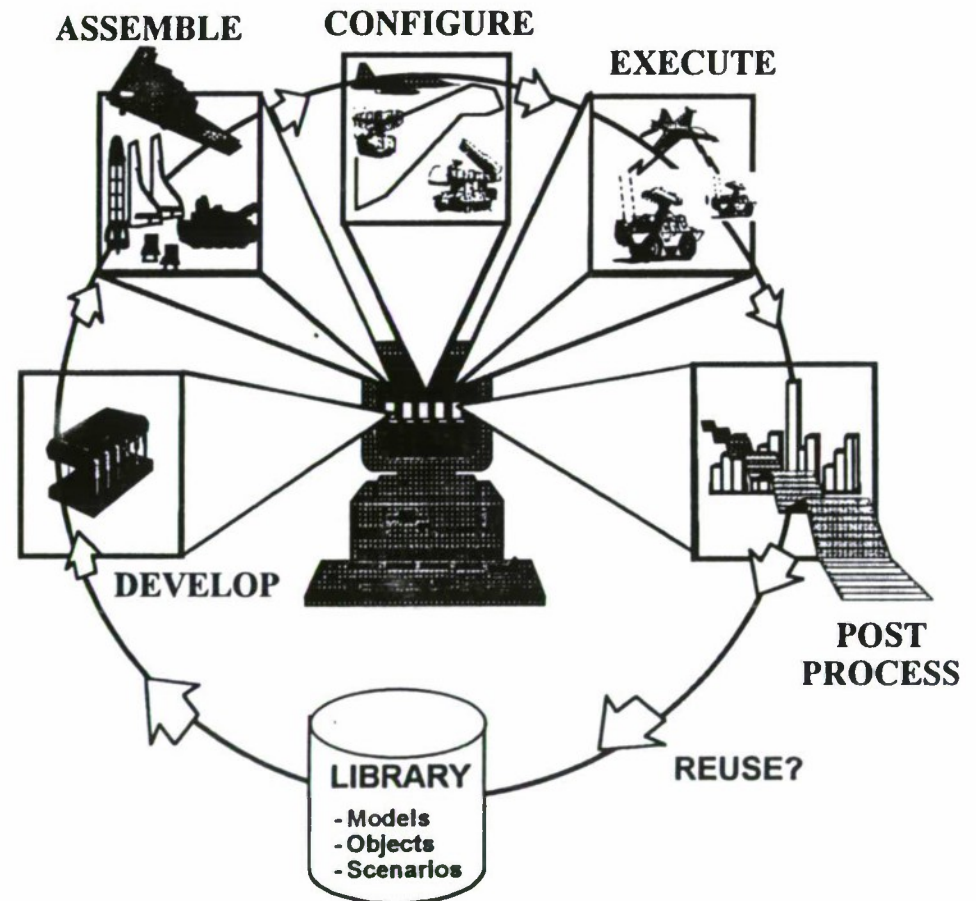 ASSEMBLE
CONFIGURE
EXECUTE
DEVELOP
POST
PROCESS
REUSE?
LIBRARY
- Models
- Objects
- Scenarios